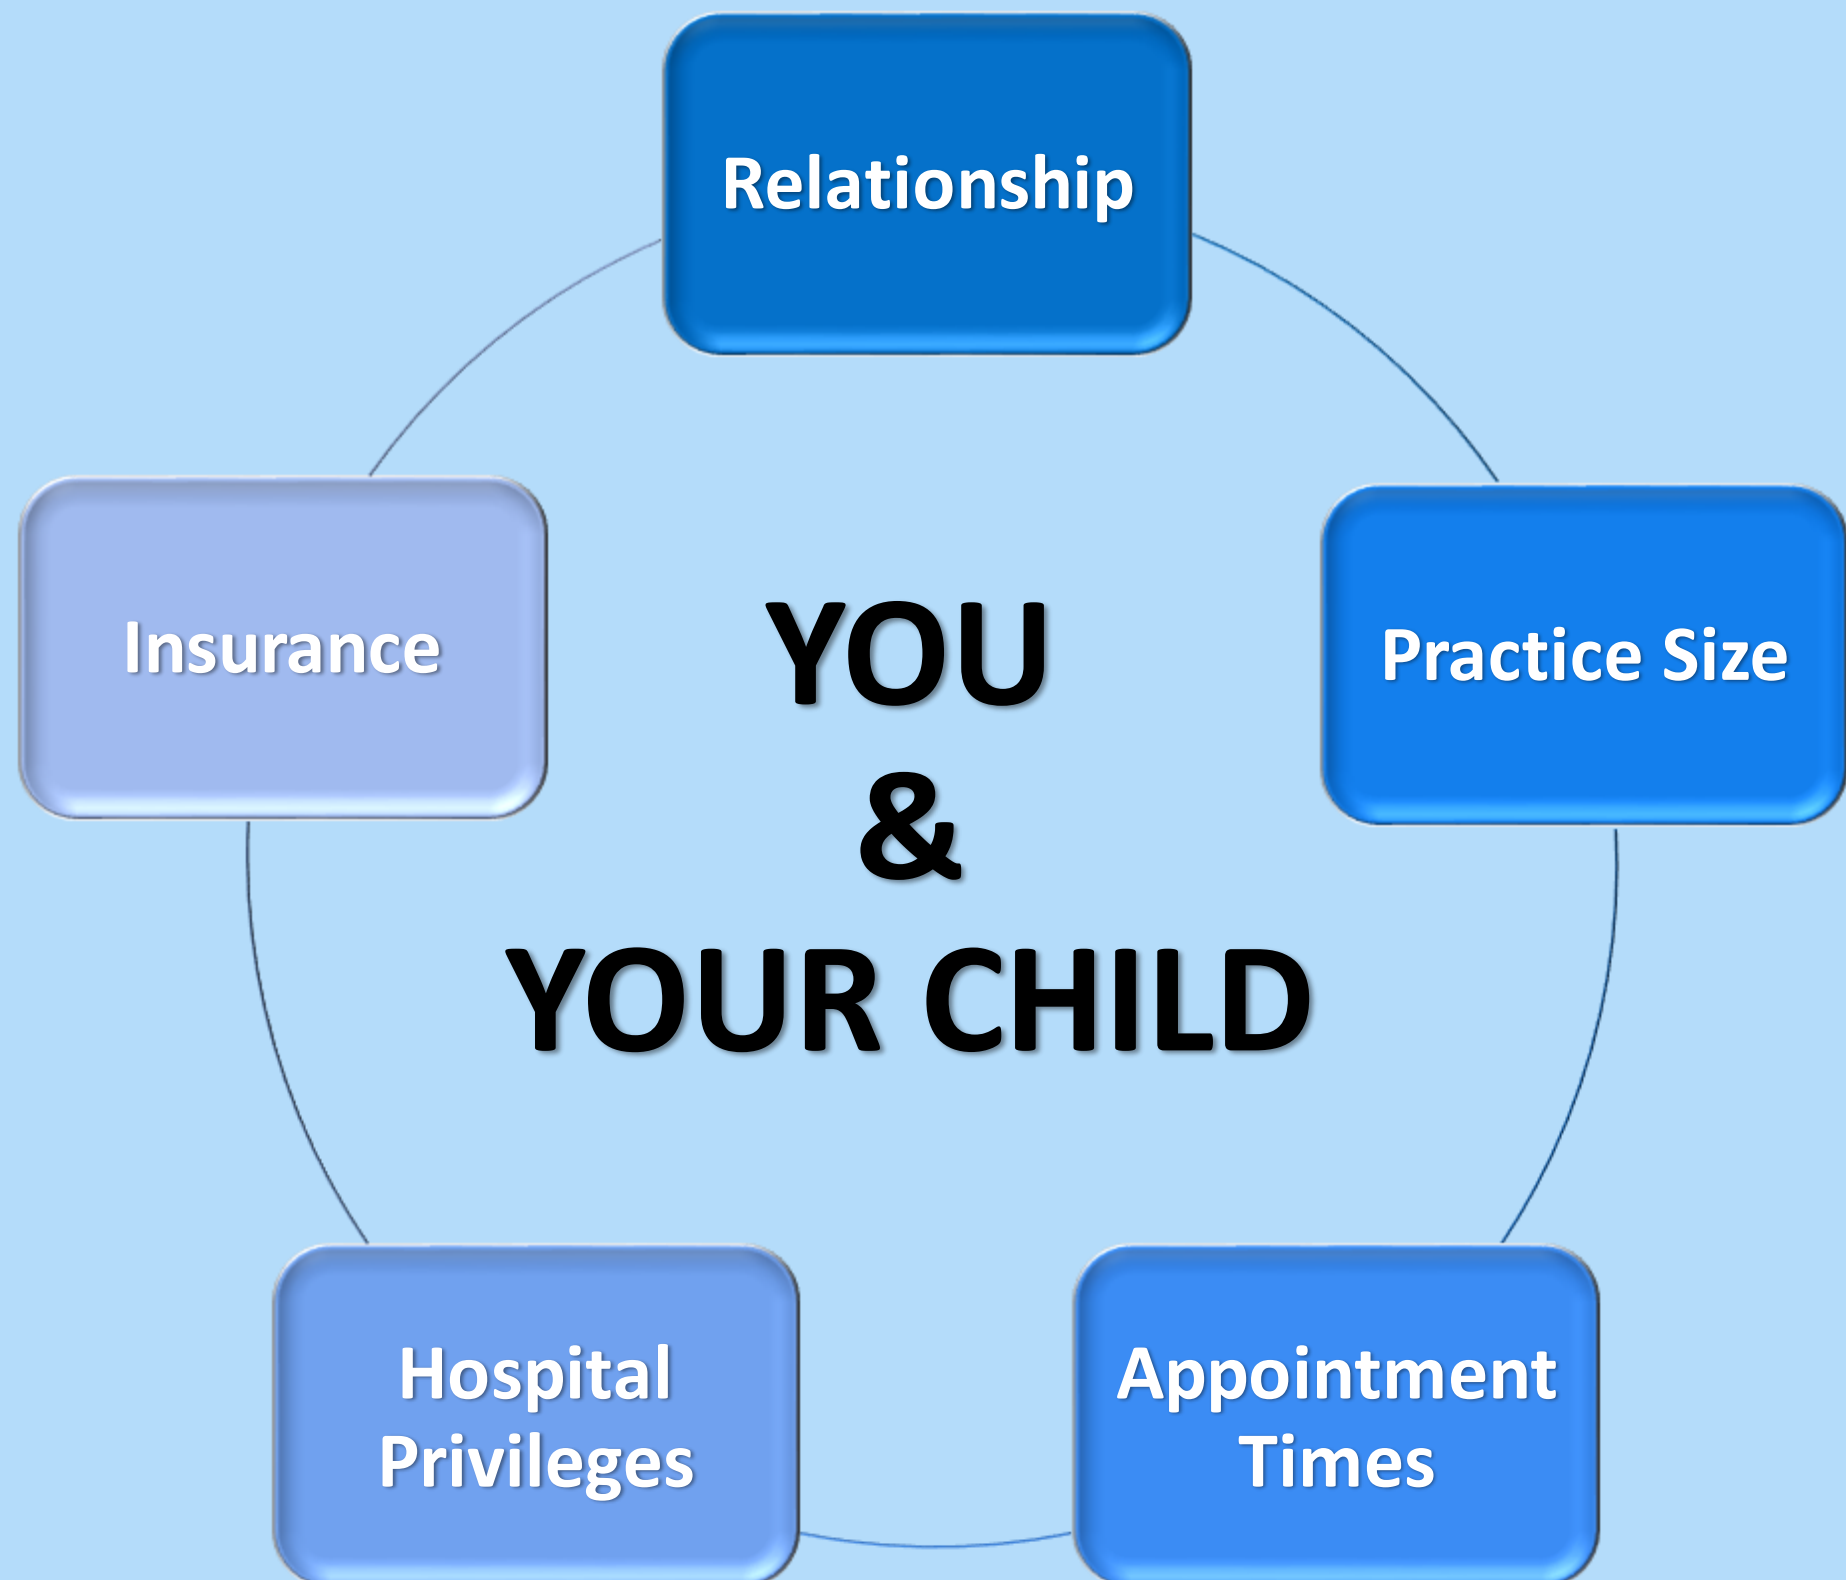 Relationship
Insurance
Practice Size
YOU
&
YOUR CHILD
Hospital
Privileges
Appointment
Times